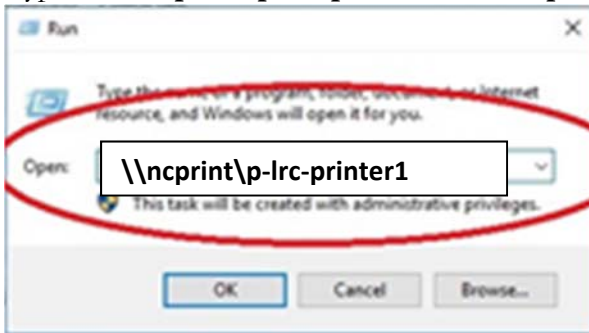 Run
Type the name of a program, folder, document, or Internet
resource, and Windows will open it for you.
Open:
\\ncprint\p-lrc-printer1
This task will be created with administrative privileges.
OK
Cancel
Browse...